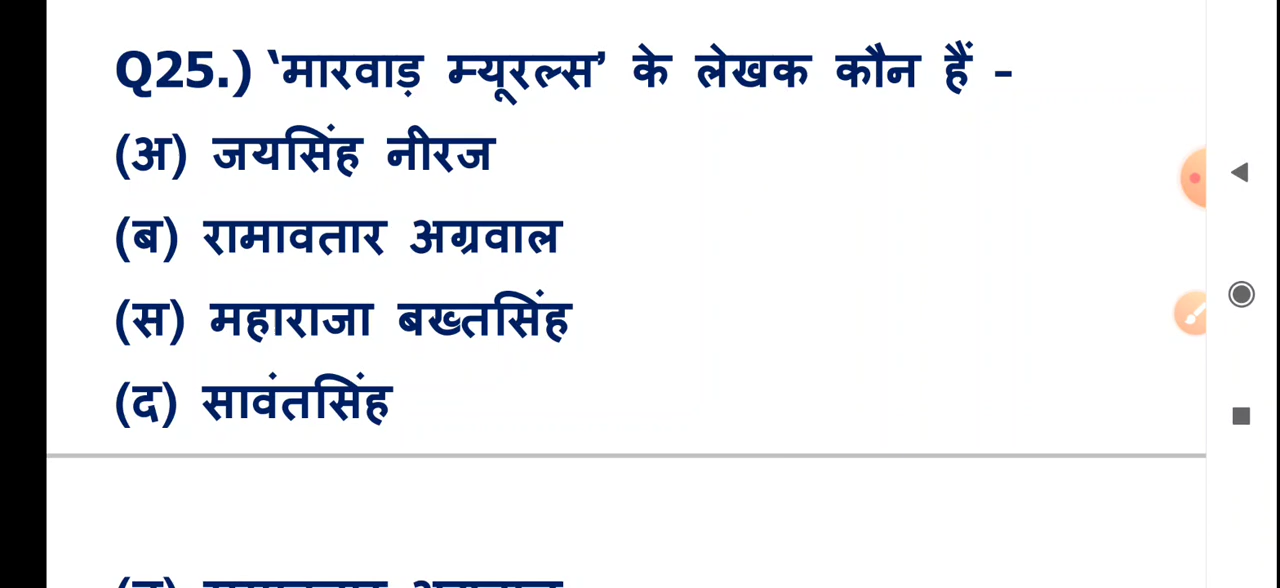 Q25.) ‘मारवाड़ म्यूरल्स’ के लेखक कौन हैं –
(अ) जयसिंह नीरज
(ब) रामावतार अग्रवाल
(स) महाराजा बख्तसिंह
(द) सावंतसिंह